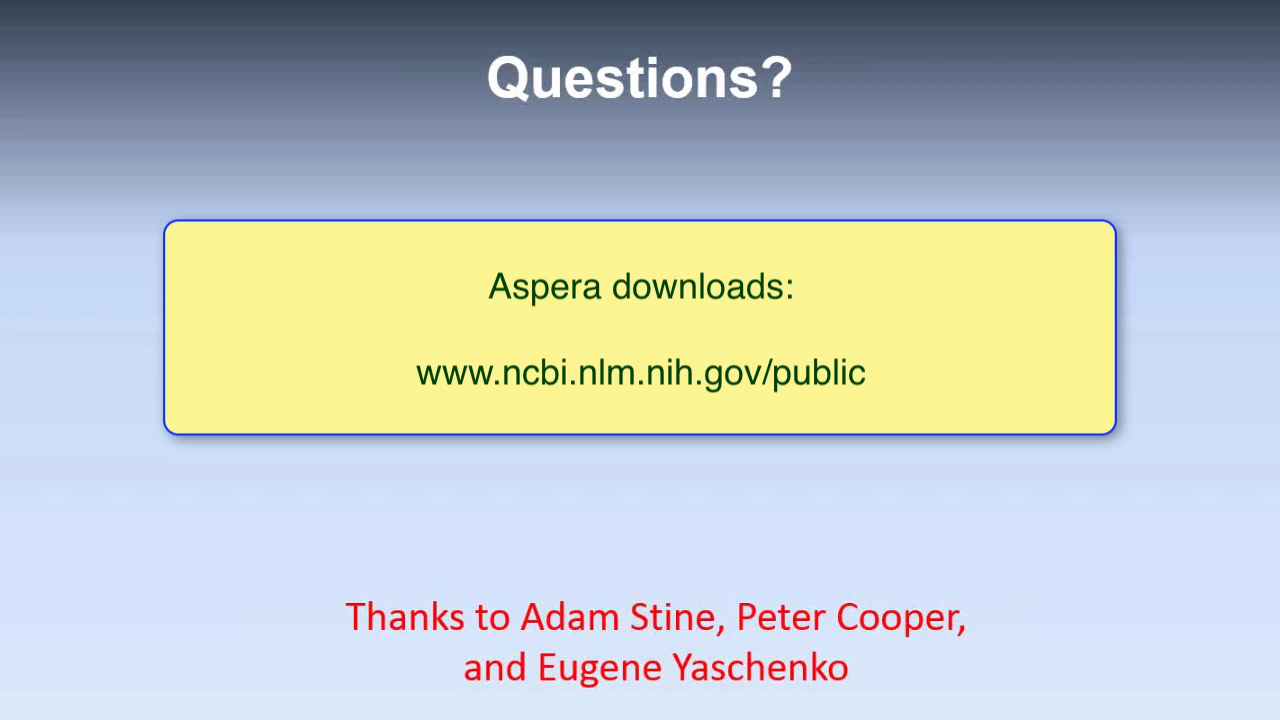 Questions?
Aspera downloads:
www.ncbi.nlm.nih.gov/public
Thanks to Adam Stine, Peter Cooper,
and Eugene Yaschenko